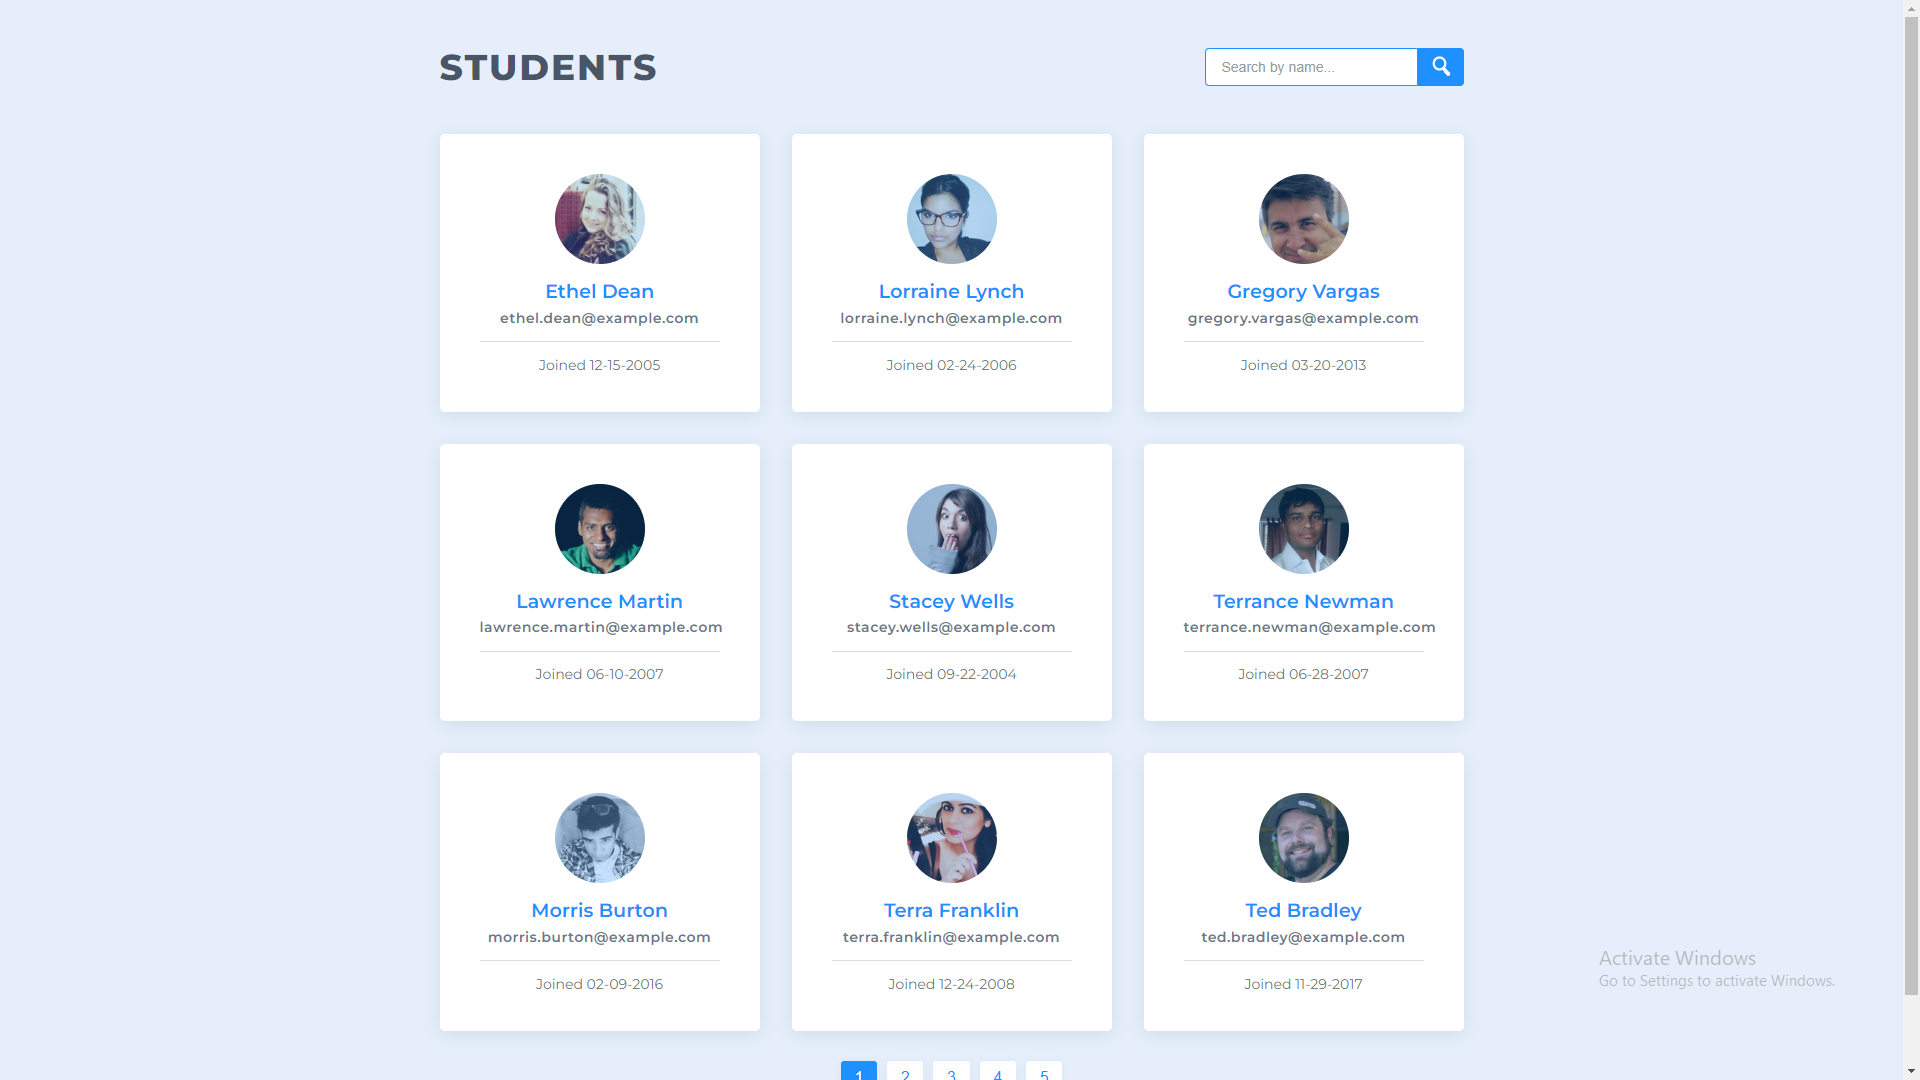 STUDENTS
Search by name...
Ethel Dean
ethel.dean@example.com
Joined 12-15-2005
Lorraine Lynch
lorraine.lynch@example.com
Joined 02-24-2006
Gregory Vargas
gregory.vargas@example.com
Joined 03-20-2013
Lawrence Martin
lawrence.martin@example.com
Joined 06-10-2007
Stacey Wells
stacey.wells@example.com
Joined 09-22-2004
Terrance Newman
terrance.newman@example.com
Joined 06-28-2007
Morris Burton
morris.burton@example.com
Joined 02-09-2016
Terra Franklin
terra.franklin@example.com
Joined 12-24-2008
Ted Bradley
ted.bradley@example.com
Joined 11-29-2017
Activate Windows
Go to Settings to activate Windows.
1 2 3 4 5